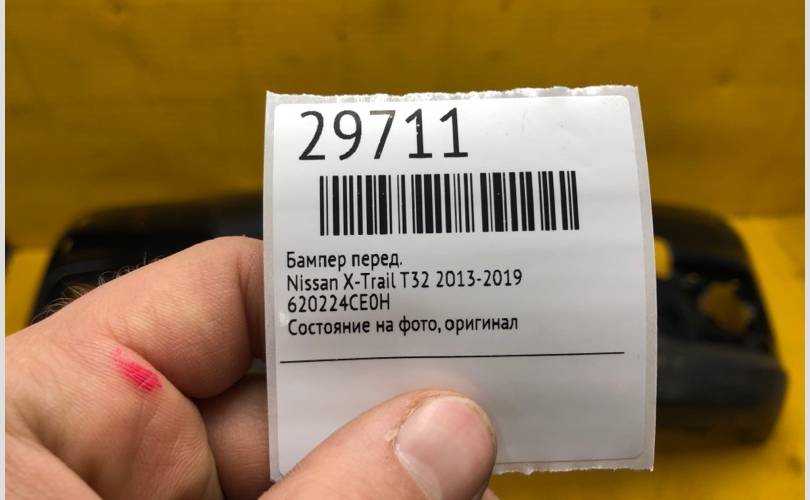 29711
Бампер перед.
Nissan X-Trail T32 2013-2019
620224CE0H
Состояние на фото, оригинал